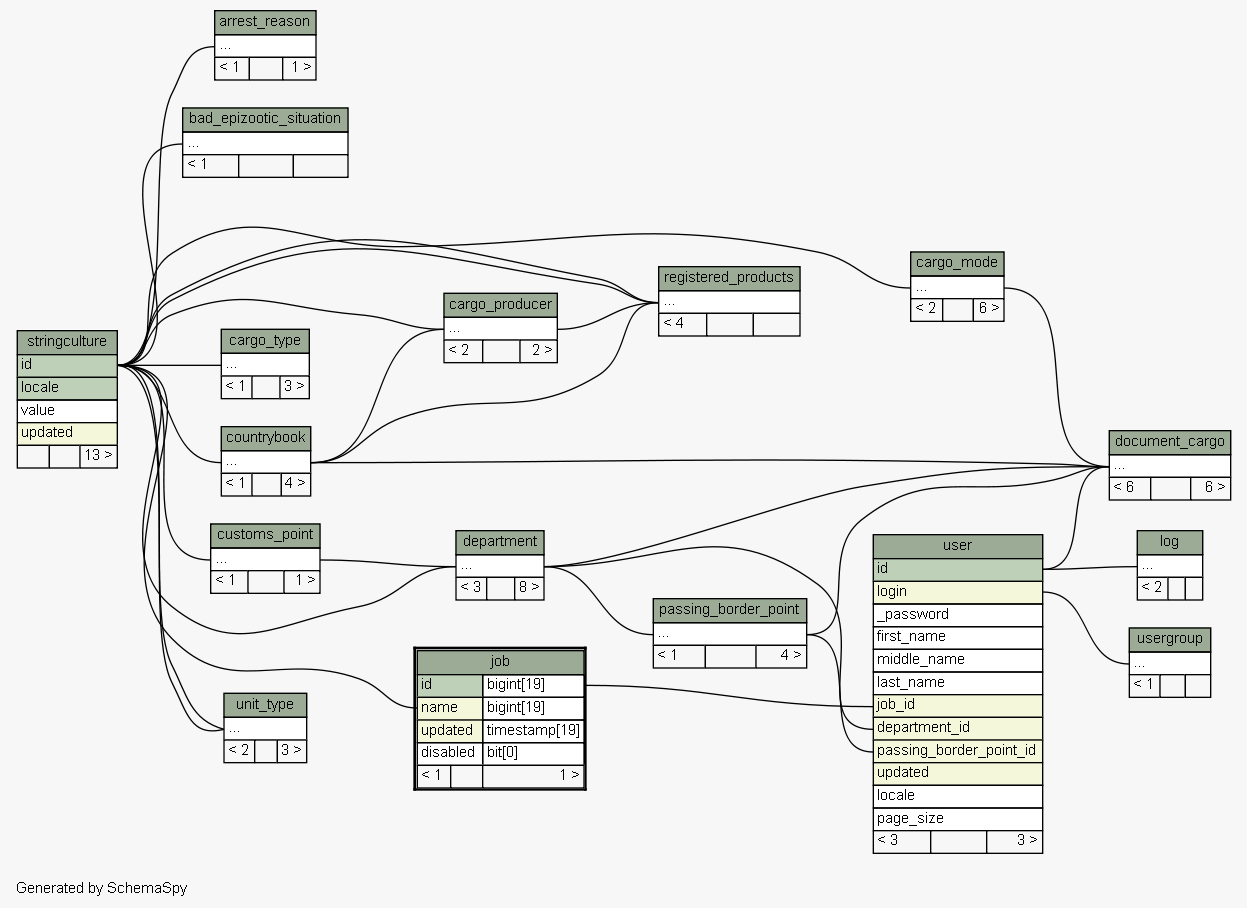 arrest_reason
...
< 1 1 >
bad_epizootic_situation
...
< 1
cargo_mode
...
< 2 6 >
registered_products
...
< 4
cargo_producer
...
< 2 2 >
stringculture
id
locale
value
updated
13 >
cargo_type
...
< 1 3 >
countrybook
...
< 1 4 >
document_cargo
...
< 6 6 >
customs_point
...
< 1 1 >
department
...
< 3 8 >
passing_border_point
...
< 1 4 >
user
id
login
_password
first_name
middle_name
last_name
job_id
department_id
passing_border_point_id
updated
locale
page_size
< 3 3 >
log
...
< 2
usergroup
...
< 1
job
id bigint[19]
name bigint[19]
updated timestamp[19]
disabled bit[0]
< 1 1 >
unit_type
...
< 2 3 >
Generated by SchemaSpy